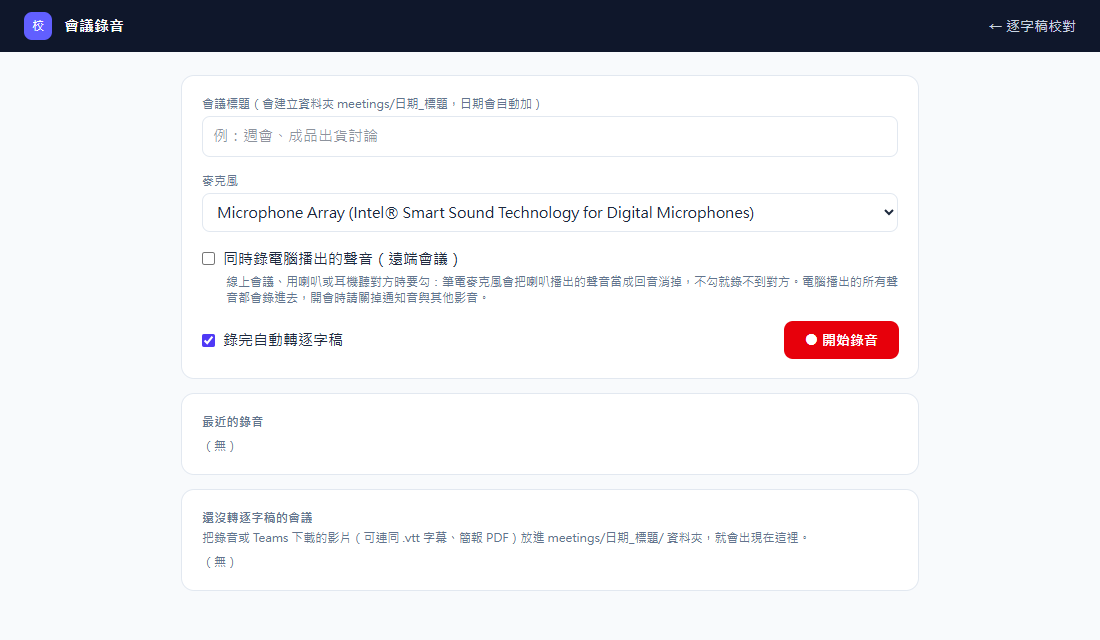 校 會議錄音
← 逐字稿校對
會議標題（會建立資料夾 meetings/日期_標題，日期會自動加）
例：週會、成品出貨討論
麥克風
Microphone Array (Intel® Smart Sound Technology for Digital Microphones)
同時錄電腦播出的聲音（遠端會議）
線上會議、用喇叭或耳機聽對方時要勾：筆電麥克風會把喇叭播出的聲音當成回音消掉，不勾就錄不到對方。電腦播出的所有聲
音都會錄進去，開會時請關掉通知音與其他影音。
錄完自動轉逐字稿
● 開始錄音
最近的錄音
（無）
還沒轉逐字稿的會議
把錄音或 Teams 下載的影片（可連同 .vtt 字幕、簡報 PDF）放進 meetings/日期_標題/ 資料夾，就會出現在這裡。
（無）